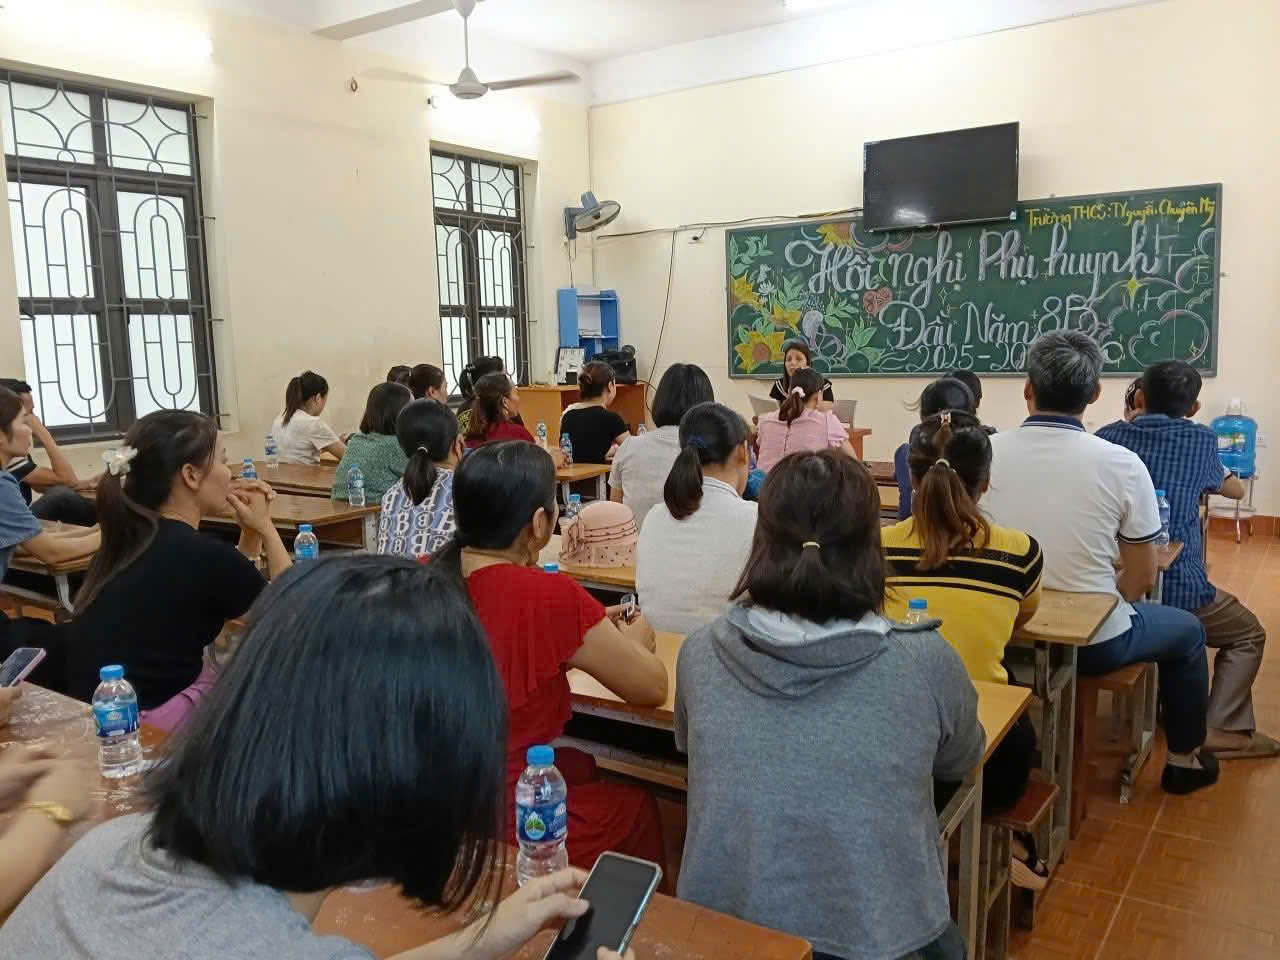 Trường THCS: T Nguyễn. Chuyên Mỹ
Hội nghị Phụ huynh
Đầu Năm 8B
2025 - 20